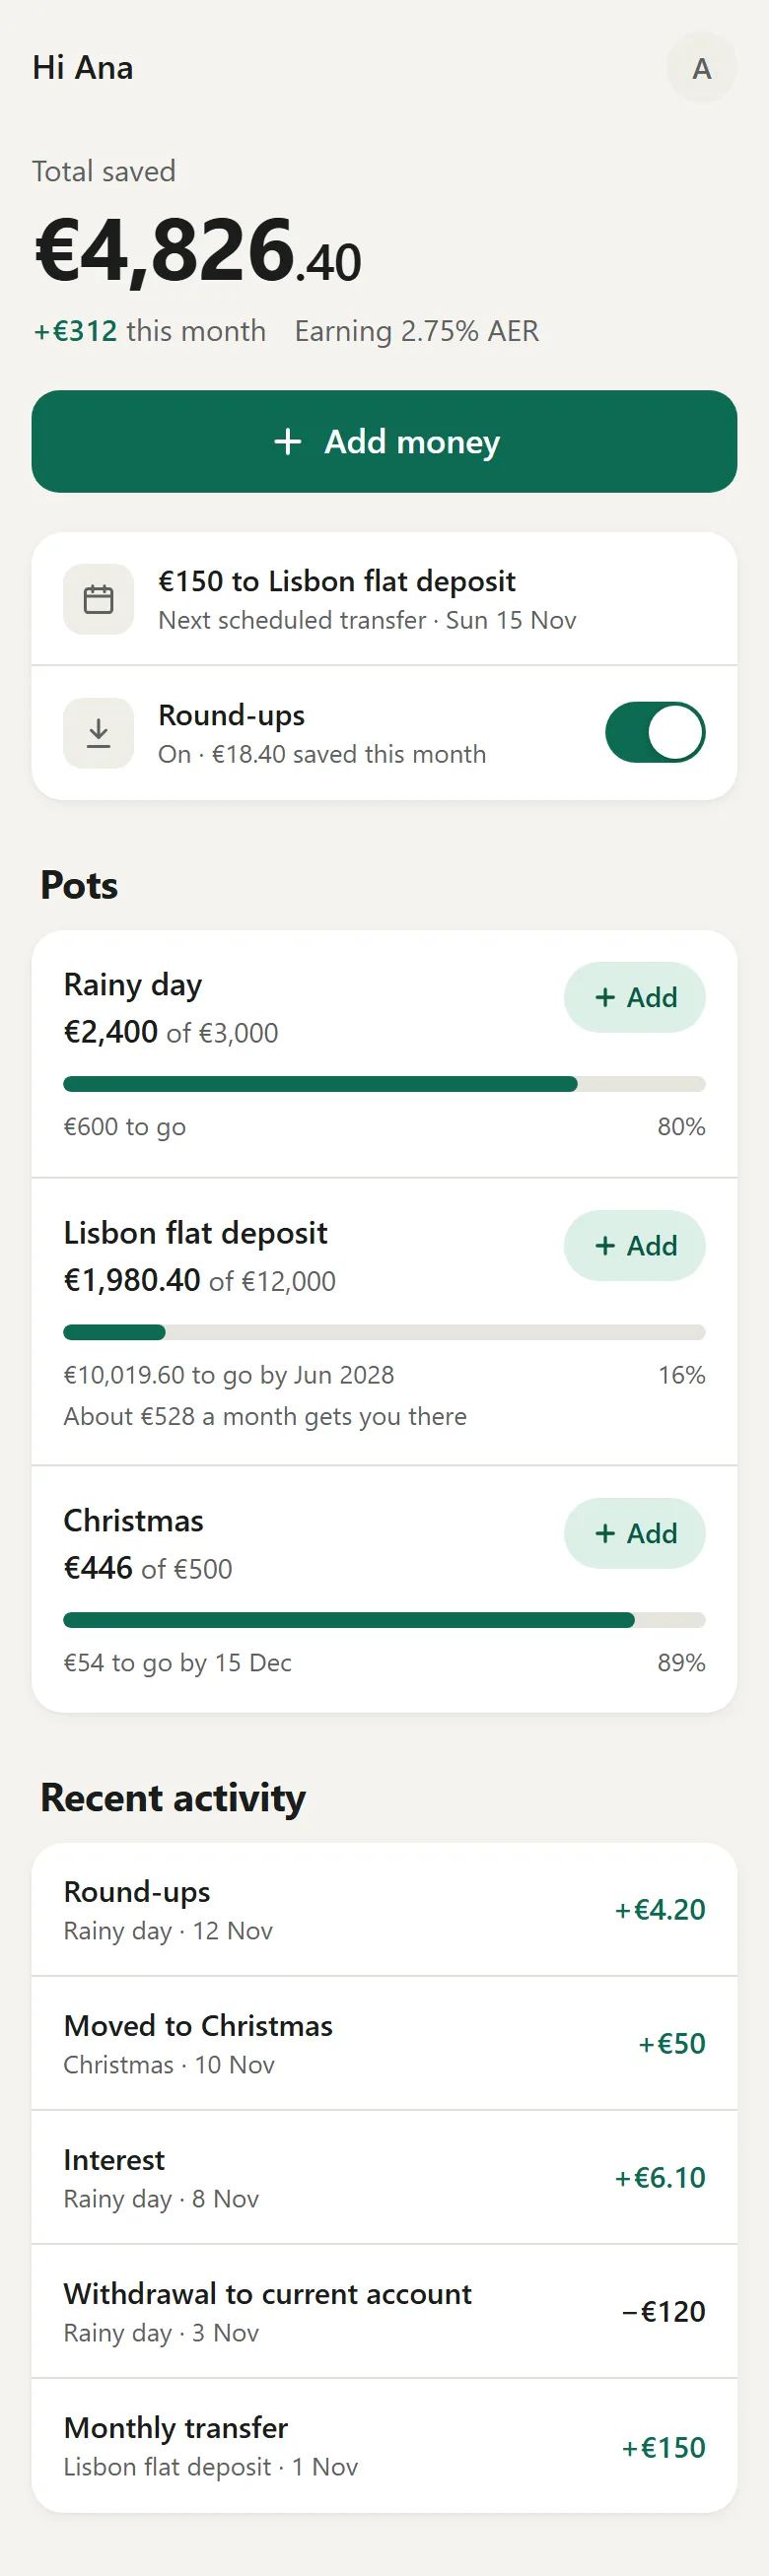 Hi Ana
A
Total saved
€4,826.40
+€312 this month Earning 2.75% AER
+ Add money
€150 to Lisbon flat deposit
Next scheduled transfer · Sun 15 Nov
Round-ups
On · €18.40 saved this month
Pots
Rainy day
+ Add
€2,400 of €3,000
€600 to go 80%
Lisbon flat deposit
+ Add
€1,980.40 of €12,000
€10,019.60 to go by Jun 2028 16%
About €528 a month gets you there
Christmas
+ Add
€446 of €500
€54 to go by 15 Dec 89%
Recent activity
Round-ups
Rainy day · 12 Nov
+€4.20
Moved to Christmas
Christmas · 10 Nov
+€50
Interest
Rainy day · 8 Nov
+€6.10
Withdrawal to current account
Rainy day · 3 Nov
−€120
Monthly transfer
Lisbon flat deposit · 1 Nov
+€150